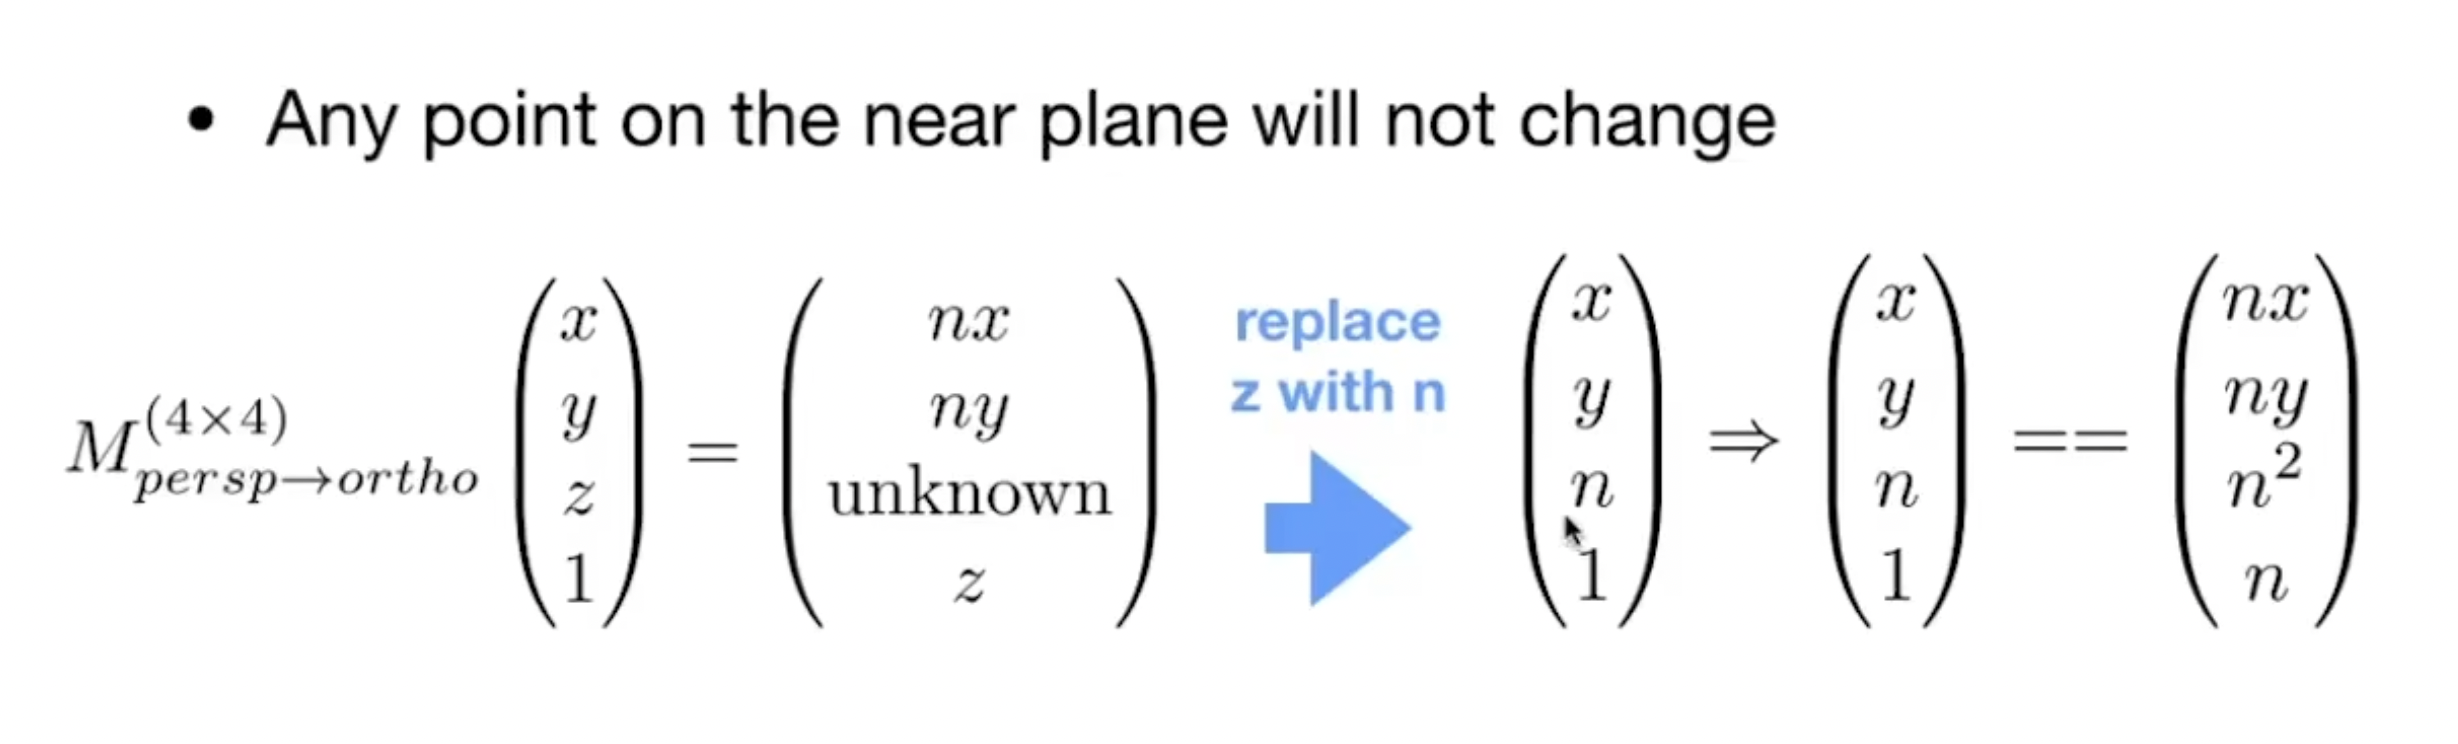 • Any point on the near plane will not change
$M_{persp \to ortho}^{(4 \times 4)} \begin{pmatrix} x \\ y \\ z \\ 1 \end{pmatrix} = \begin{pmatrix} nx \\ ny \\ \text{unknown} \\ z \end{pmatrix}$
replace
z with n
$\begin{pmatrix} x \\ y \\ n \\ 1 \end{pmatrix} \Rightarrow \begin{pmatrix} x \\ y \\ n \\ 1 \end{pmatrix} == \begin{pmatrix} nx \\ ny \\ n^2 \\ n \end{pmatrix}$